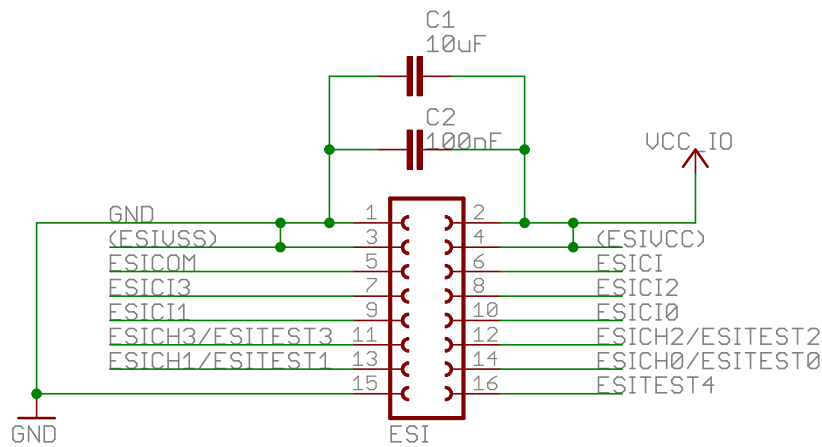 C1
10uF
C2
100nF
VCC_IO
GND 1 2
(ESIVSS) 3 4 (ESIVCC)
ESICOM 5 6 ESICI
ESICI3 7 8 ESICI2
ESICI1 9 10 ESICI0
ESICH3/ESITEST3 11 12 ESICH2/ESITEST2
ESICH1/ESITEST1 13 14 ESICH0/ESITEST0
15 16 ESITEST4
GND ESI